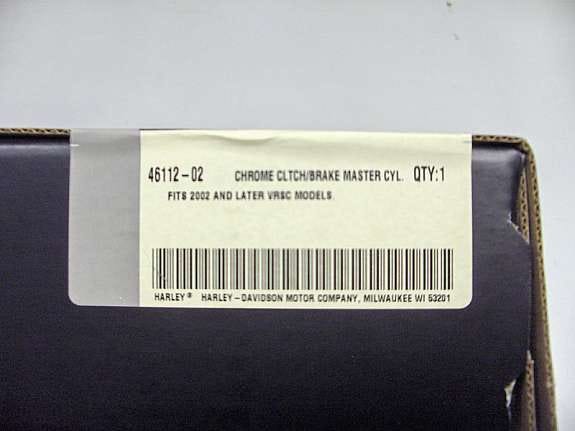 46112-02 CHROME CLTCH/BRAKE MASTER CYL. QTY:1
FITS 2002 AND LATER VRSC MODELS
HARLEY® HARLEY-DAVIDSON MOTOR COMPANY, MILWAUKEE WI 53201